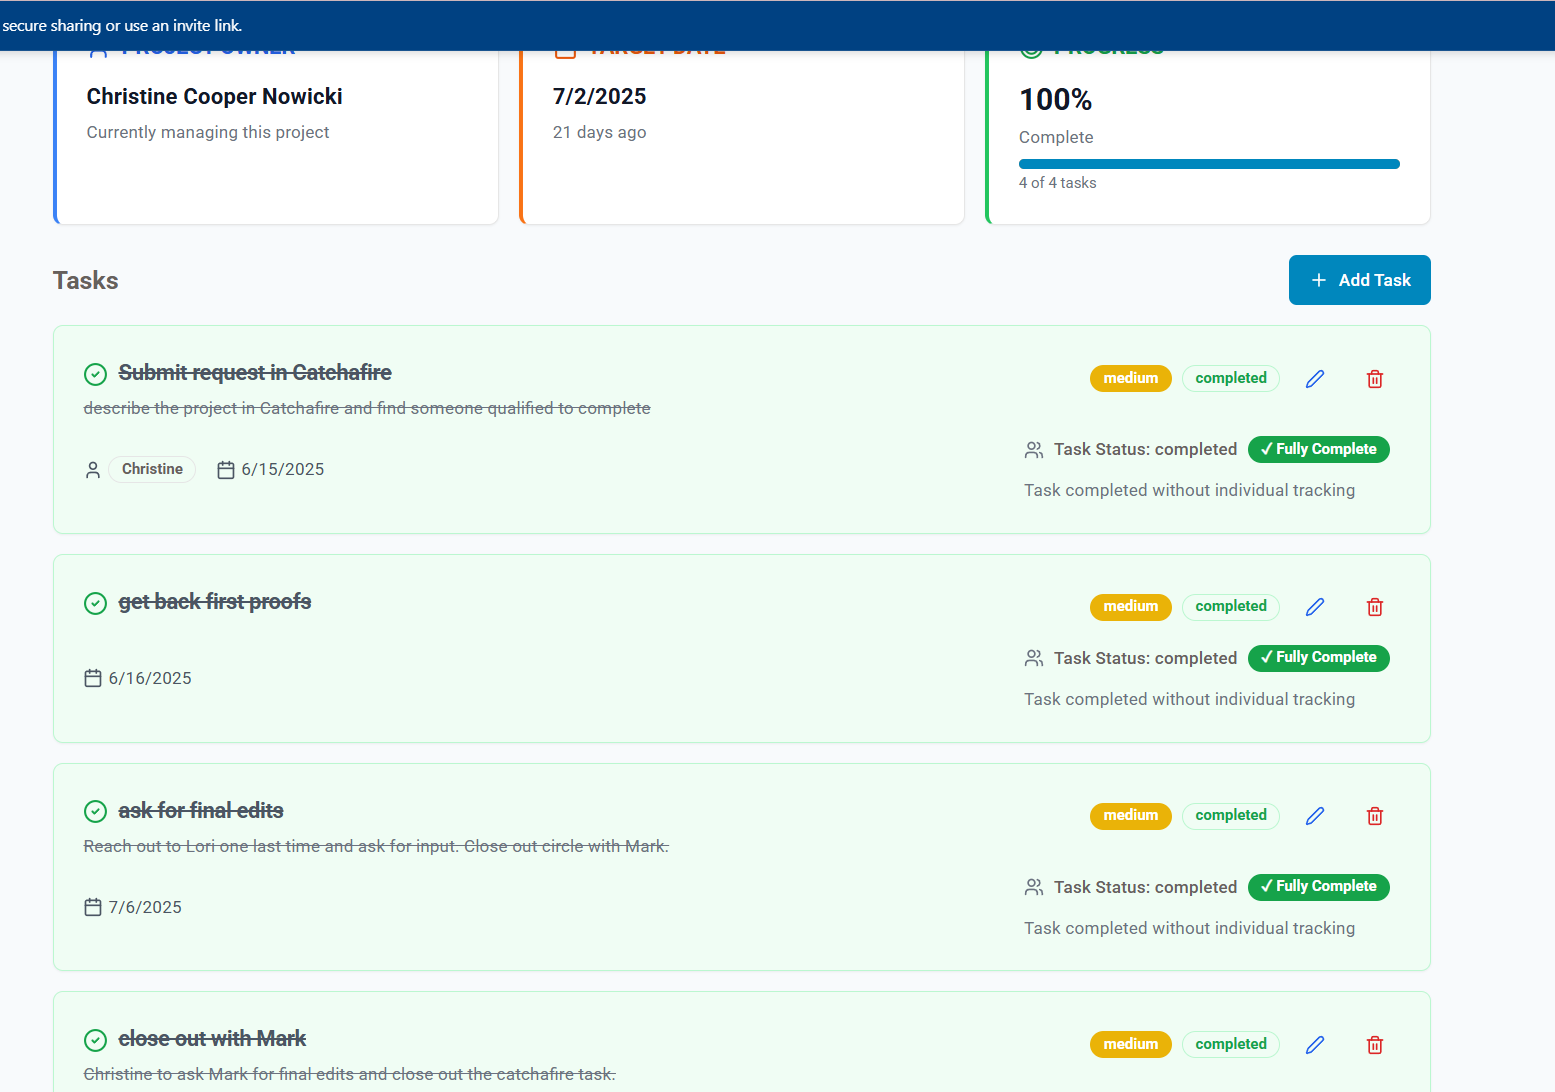 secure sharing or use an invite link.
PROJECT OWNER
TARGET DATE
PROGRESS
Christine Cooper Nowicki
Currently managing this project
7/2/2025
21 days ago
100%
Complete
4 of 4 tasks
Tasks
+ Add Task
Submit request in Catchafire
medium
completed
describe the project in Catchafire and find someone qualified to complete
Christine
6/15/2025
Task Status: completed
✓ Fully Complete
Task completed without individual tracking
get back first proofs
medium
completed
6/16/2025
Task Status: completed
✓ Fully Complete
Task completed without individual tracking
ask for final edits
medium
completed
Reach out to Lori one last time and ask for input. Close out circle with Mark.
7/6/2025
Task Status: completed
✓ Fully Complete
Task completed without individual tracking
close out with Mark
medium
completed
Christine to ask Mark for final edits and close out the catchafire task.